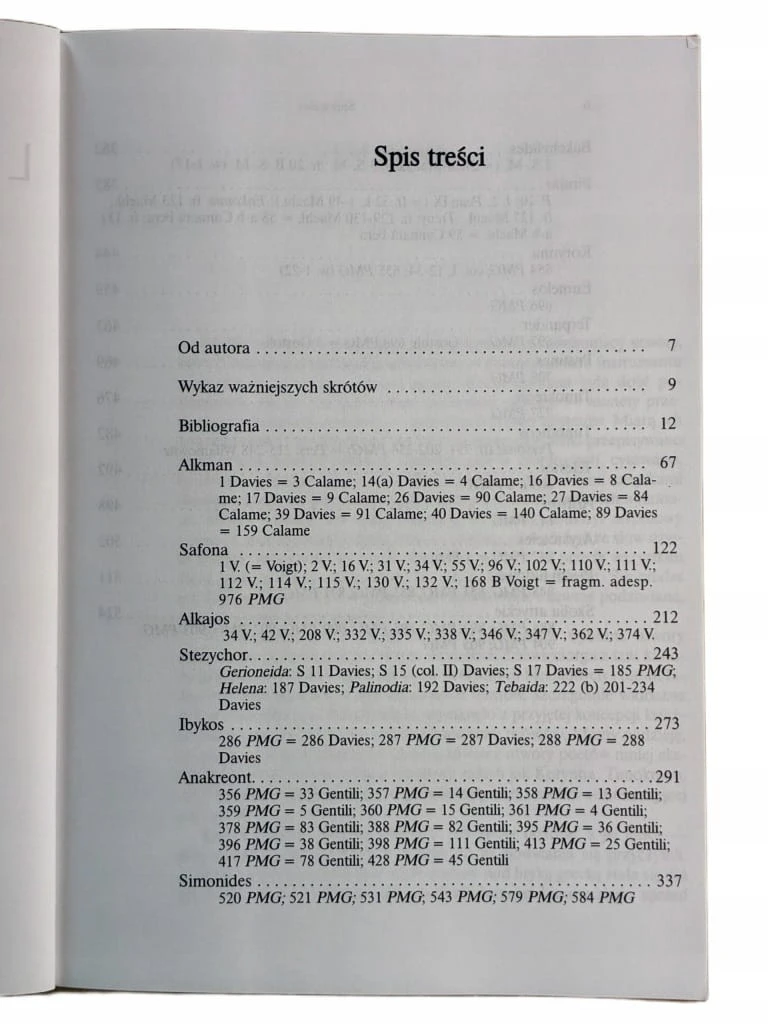 Spis treści
Od autora 7
Wykaz ważniejszych skrótów 9
Bibliografia 12
Alkman 67
1 Davies = 3 Calame; 14(a) Davies = 4 Calame; 16 Davies = 8 Cala-
me; 17 Davies = 9 Calame; 26 Davies = 90 Calame; 27 Davies = 84
Calame; 39 Davies = 91 Calame; 40 Davies = 140 Calame; 89 Davies
= 159 Calame
Safona 122
1 V. (= Voigt); 2 V.; 16 V.; 31 V.; 34 V.; 55 V.; 96 V.; 102 V.; 110 V.; 111 V.;
112 V.; 114 V.; 115 V.; 130 V.; 132 V.; 168 B Voigt = fragm. adesp.
976 PMG
Alkajos 212
34 V.; 42 V.; 208 V.; 332 V.; 335 V.; 338 V.; 346 V.; 347 V.; 362 V.; 374 V.
Stezychor 243
Gerioneida: S 11 Davies; S 15 (col. II) Davies; S 17 Davies = 185 PMG;
Helena: 187 Davies; Palinodia: 192 Davies; Tebaida: 222 (b) 201-234
Davies
Ibykos 273
286 PMG = 286 Davies; 287 PMG = 287 Davies; 288 PMG = 288
Davies
Anakreont 291
356 PMG = 33 Gentili; 357 PMG = 14 Gentili; 358 PMG = 13 Gentili;
359 PMG = 5 Gentili; 360 PMG = 15 Gentili; 361 PMG = 4 Gentili;
378 PMG = 83 Gentili; 388 PMG = 82 Gentili; 395 PMG = 36 Gentili;
396 PMG = 38 Gentili; 398 PMG = 111 Gentili; 413 PMG = 25 Gentili;
417 PMG = 78 Gentili; 428 PMG = 45 Gentili
Simonides 337
520 PMG; 521 PMG; 531 PMG; 543 PMG; 579 PMG; 584 PMG